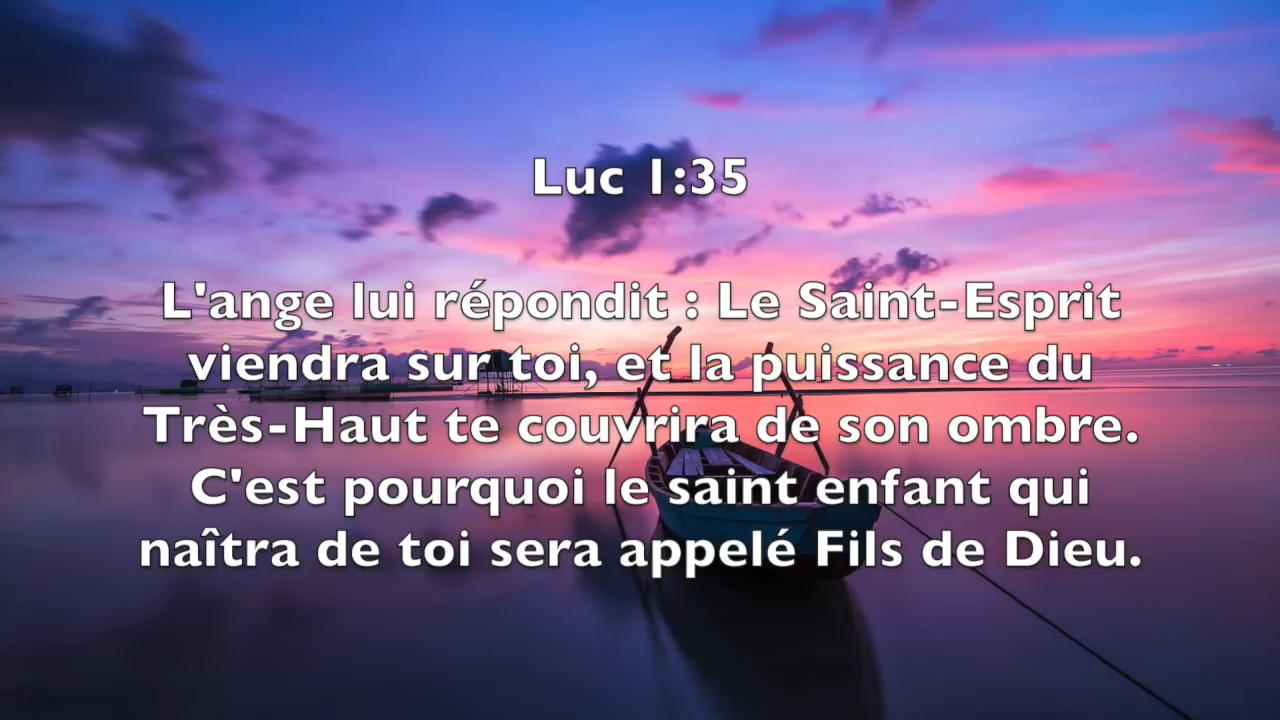 Luc 1:35
L'ange lui répondit : Le Saint-Esprit
viendra sur toi, et la puissance du
Très-Haut te couvrira de son ombre.
C'est pourquoi le saint enfant qui
naîtra de toi sera appelé Fils de Dieu.